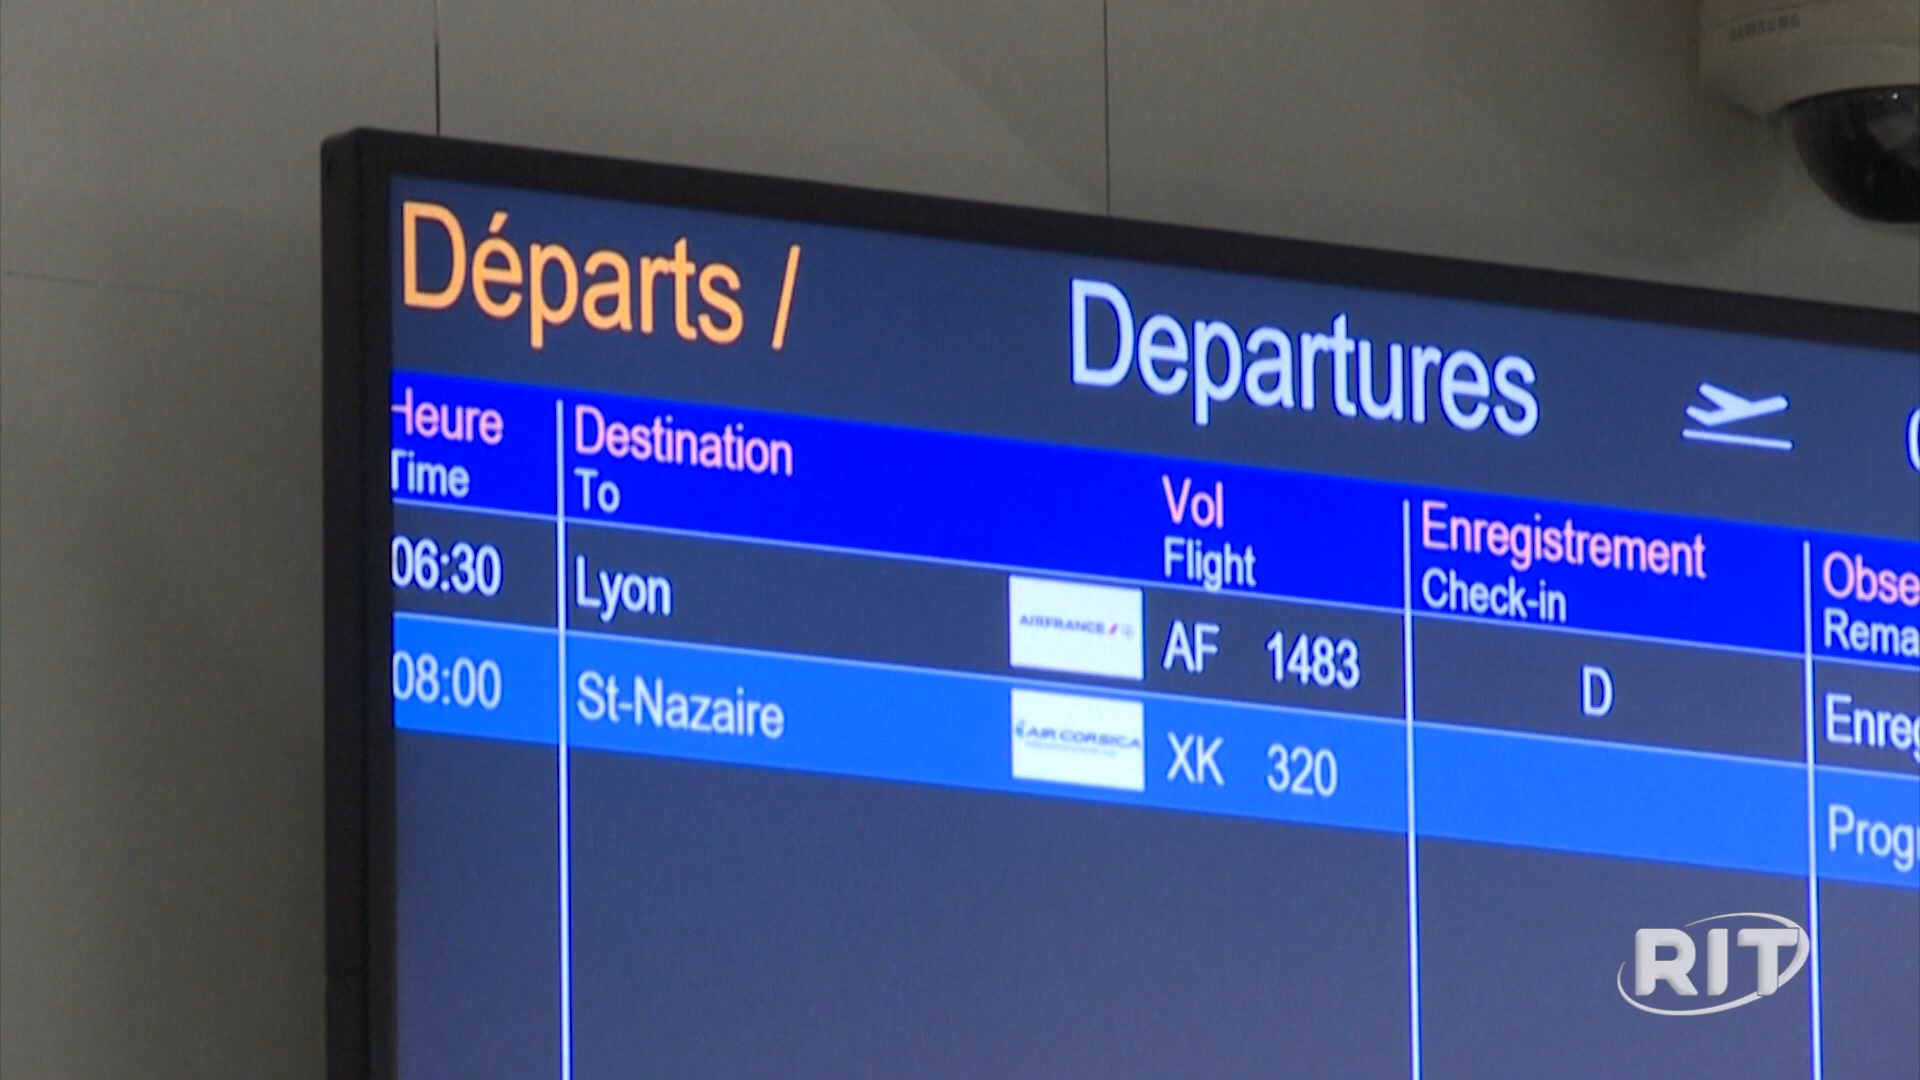 SAMSUNG
Départs / Departures
Heure Destination Vol Enregistrement
Time To Flight Check-in
06:30 Lyon AIRFRANCE AF 1483 D
08:00 St-Nazaire AIR CORSICA XK 320
RIT